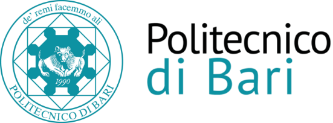 de' remi facemmo ali
1990
POLITECNICO DI BARI
Politecnico
di Bari